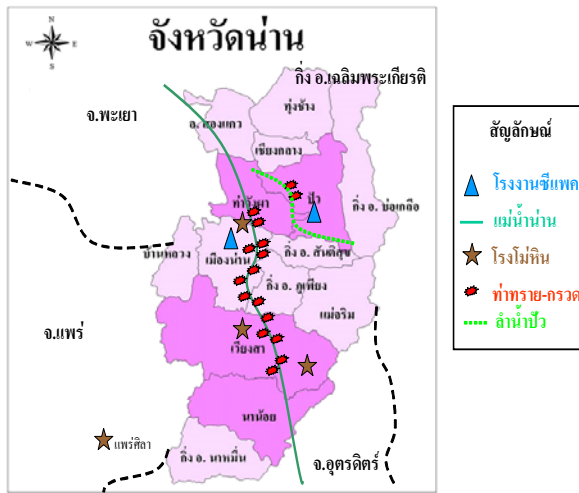 จังหวัดน่าน
N
W E
S
กิ่ง อ.เฉลิมพระเกียรติ
ทุ่งช้าง
จ.พะเยา
อ. สองแคว
เชียงกลาง
ท่าวังผา
ปัว
กิ่ง อ. บ่อเกลือ
บ้านหลวง
เมืองน่าน
กิ่ง อ. สันติสุข
กิ่ง อ. ภูเพียง
แม่จริม
จ.แพร่
เวียงสา
นาน้อย
แพร่ศิลา
กิ่ง อ. นาหมื่น
จ.อุตรดิตร์
สัญลักษณ์
โรงงานซีแพค
แม่น้ำน่าน
โรงโม่หิน
ท่าทราย-กรวด
ลำน้ำปัว